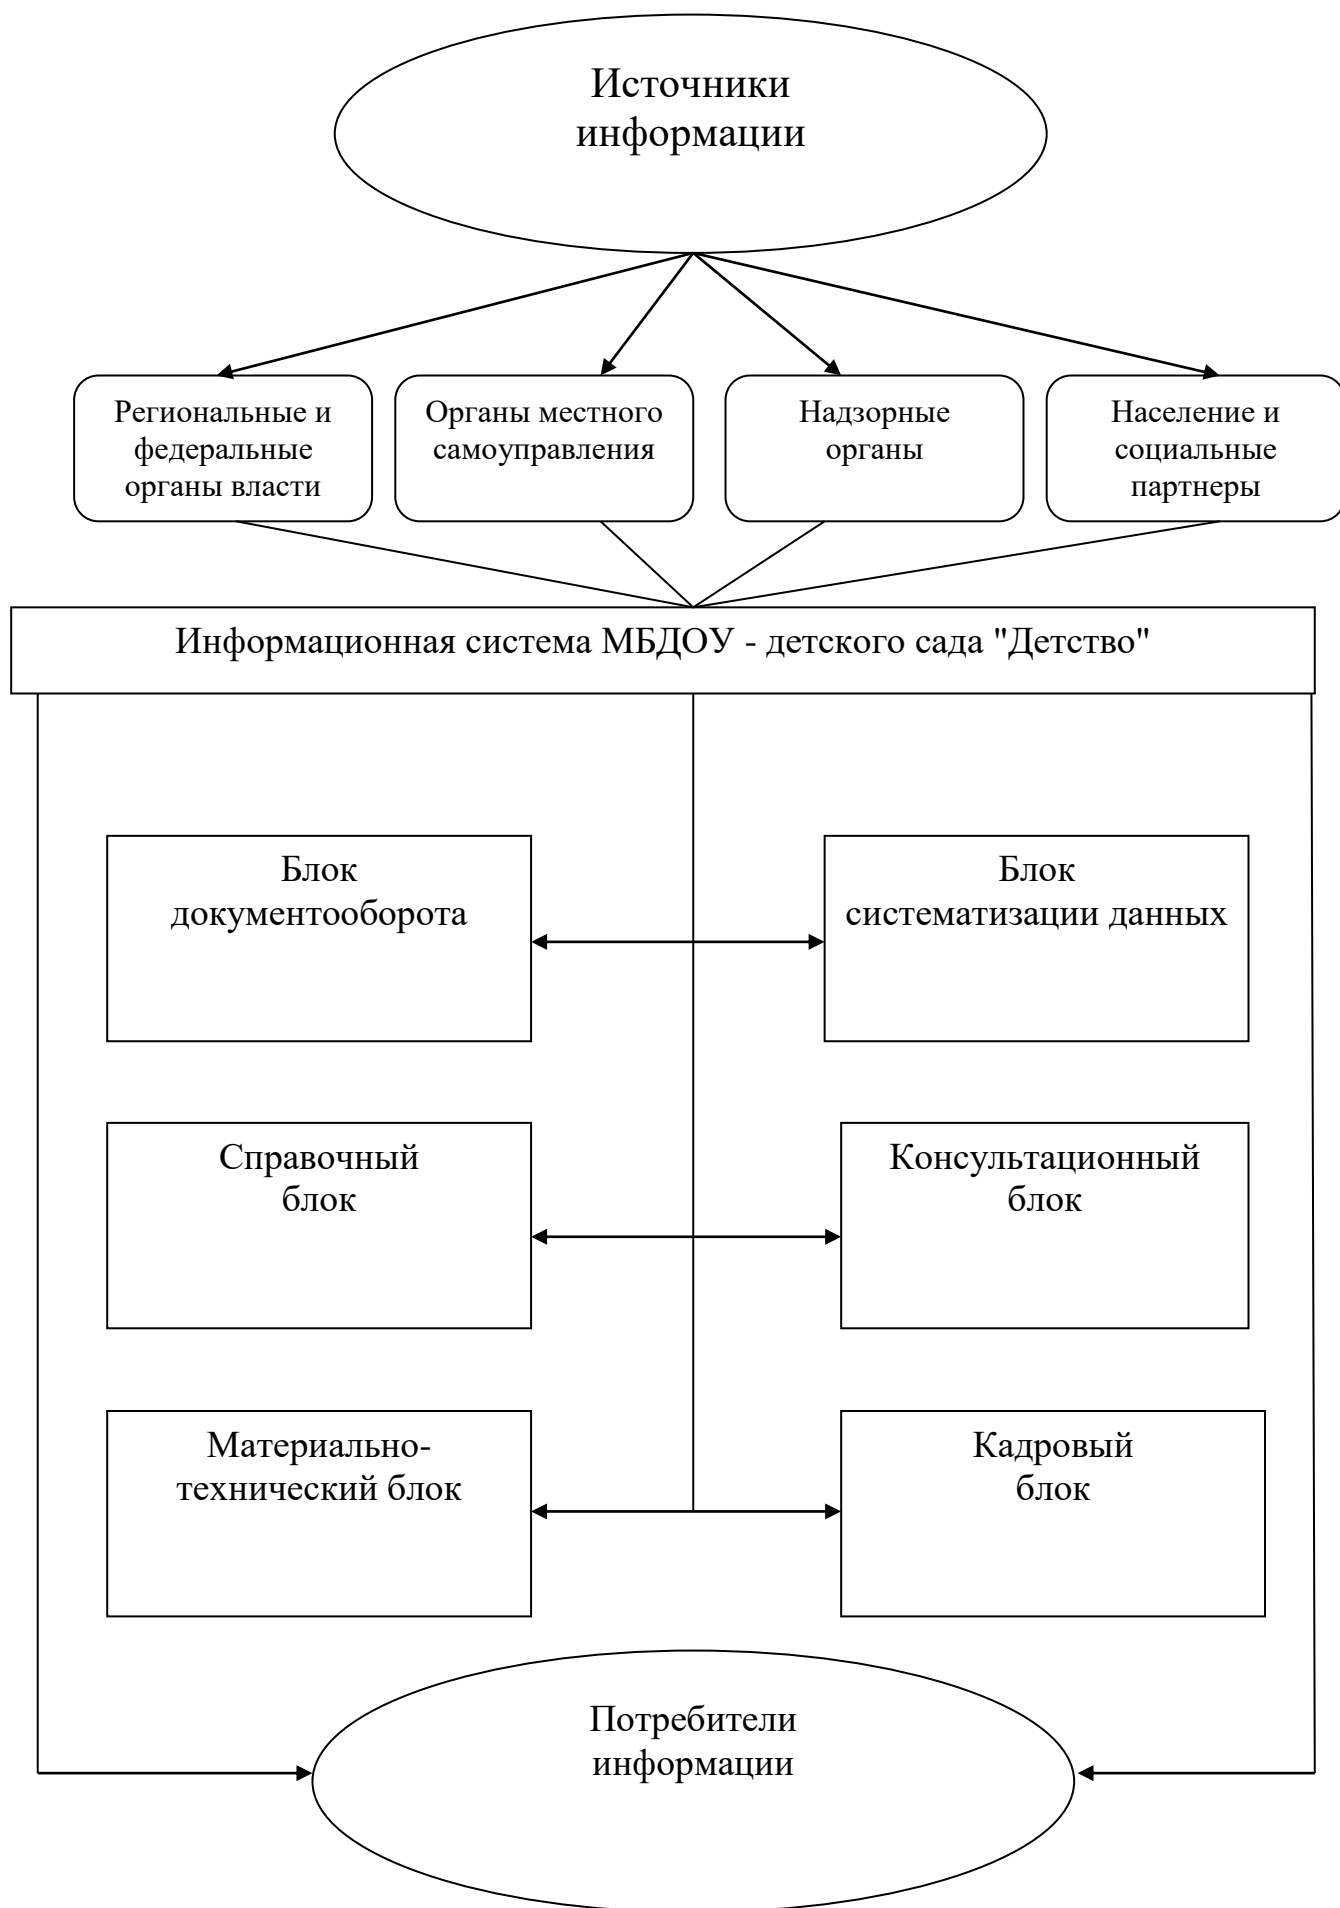 Источники
информации
Региональные и
федеральные
органы власти
Органы местного
самоуправления
Надзорные
органы
Население и
социальные
партнеры
Информационная система МБДОУ - детского сада "Детство"
Блок
документооборота
Блок
систематизации данных
Справочный
блок
Консультационный
блок
Материально-
технический блок
Кадровый
блок
Потребители
информации